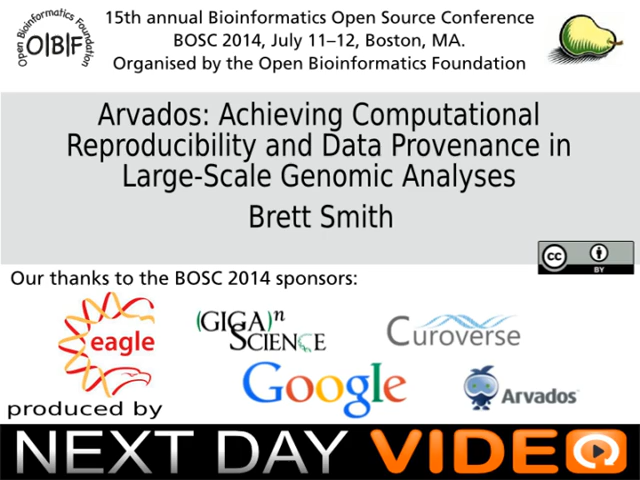 Open Bioinformatics Foundation
O|B|F
15th annual Bioinformatics Open Source Conference
BOSC 2014, July 11–12, Boston, MA.
Organised by the Open Bioinformatics Foundation
Arvados: Achieving Computational
Reproducibility and Data Provenance in
Large-Scale Genomic Analyses
Brett Smith
cc
BY
Our thanks to the BOSC 2014 sponsors:
eagle
(GIGA)n
SCIENCE
Curoverse
Google
Arvados
produced by
NEXT DAY VIDEO